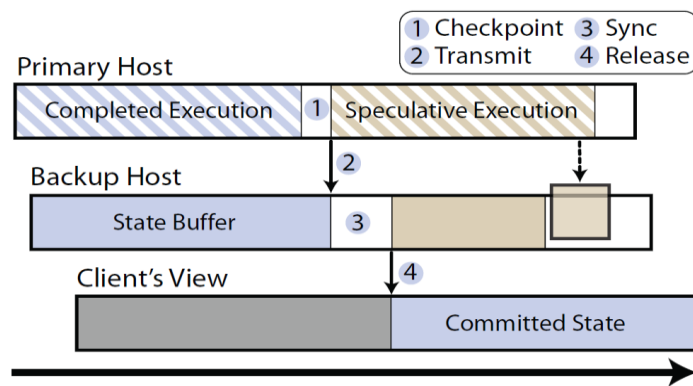 1 Checkpoint 3 Sync
2 Transmit 4 Release
Primary Host
Completed Execution 1 Speculative Execution
2
Backup Host
State Buffer 3
4
Client's View
Committed State